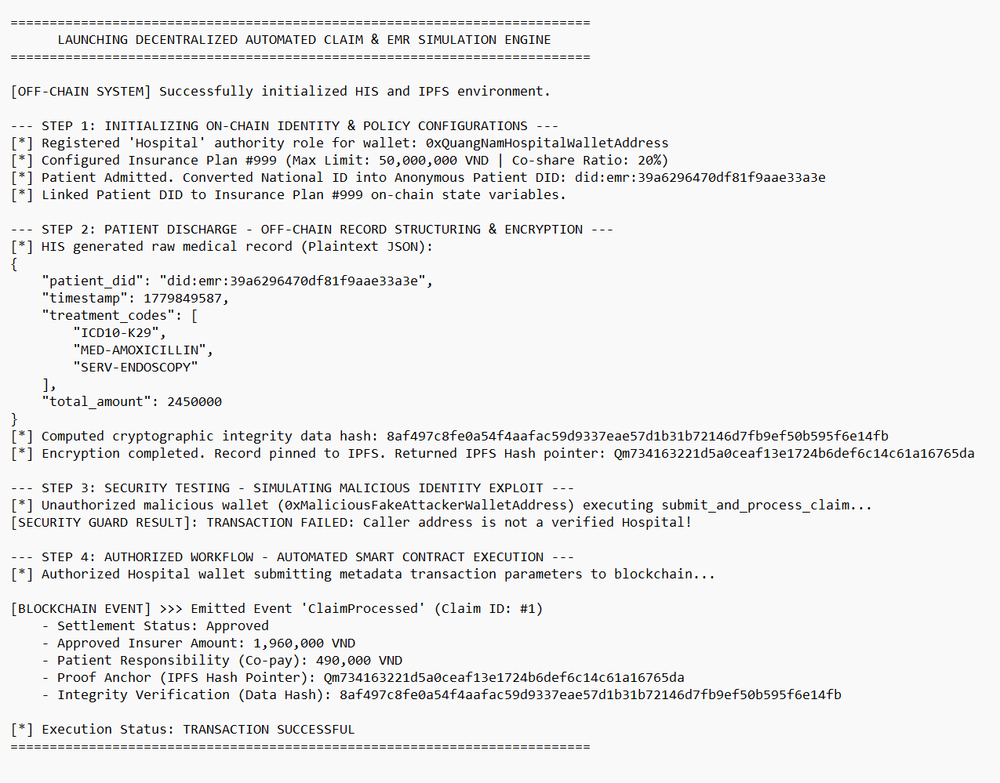 ==========================================================================
      LAUNCHING DECENTRALIZED AUTOMATED CLAIM & EMR SIMULATION ENGINE
==========================================================================

[OFF-CHAIN SYSTEM] Successfully initialized HIS and IPFS environment.

--- STEP 1: INITIALIZING ON-CHAIN IDENTITY & POLICY CONFIGURATIONS ---
[*] Registered 'Hospital' authority role for wallet: 0xQuangNamHospitalWalletAddress
[*] Configured Insurance Plan #999 (Max Limit: 50,000,000 VND | Co-share Ratio: 20%)
[*] Patient Admitted. Converted National ID into Anonymous Patient DID: did:emr:39a6296470df81f9aae33a3e
[*] Linked Patient DID to Insurance Plan #999 on-chain state variables.

--- STEP 2: PATIENT DISCHARGE - OFF-CHAIN RECORD STRUCTURING & ENCRYPTION ---
[*] HIS generated raw medical record (Plaintext JSON):
{
    "patient_did": "did:emr:39a6296470df81f9aae33a3e",
    "timestamp": 1779849587,
    "treatment_codes": [
        "ICD10-K29",
        "MED-AMOXICILLIN",
        "SERV-ENDOSCOPY"
    ],
    "total_amount": 2450000
}
[*] Computed cryptographic integrity data hash: 8af497c8fe0a54f4aafac59d9337eae57d1b31b72146d7fb9ef50b595f6e14fb
[*] Encryption completed. Record pinned to IPFS. Returned IPFS Hash pointer: Qm734163221d5a0ceaf13e1724b6def6c14c61a16765da

--- STEP 3: SECURITY TESTING - SIMULATING MALICIOUS IDENTITY EXPLOIT ---
[*] Unauthorized malicious wallet (0xMaliciousFakeAttackerWalletAddress) executing submit_and_process_claim...
[SECURITY GUARD RESULT]: TRANSACTION FAILED: Caller address is not a verified Hospital!

--- STEP 4: AUTHORIZED WORKFLOW - AUTOMATED SMART CONTRACT EXECUTION ---
[*] Authorized Hospital wallet submitting metadata transaction parameters to blockchain...

[BLOCKCHAIN EVENT] >>> Emitted Event 'ClaimProcessed' (Claim ID: #1)
    - Settlement Status: Approved
    - Approved Insurer Amount: 1,960,000 VND
    - Patient Responsibility (Co-pay): 490,000 VND
    - Proof Anchor (IPFS Hash Pointer): Qm734163221d5a0ceaf13e1724b6def6c14c61a16765da
    - Integrity Verification (Data Hash): 8af497c8fe0a54f4aafac59d9337eae57d1b31b72146d7fb9ef50b595f6e14fb

[*] Execution Status: TRANSACTION SUCCESSFUL
==========================================================================